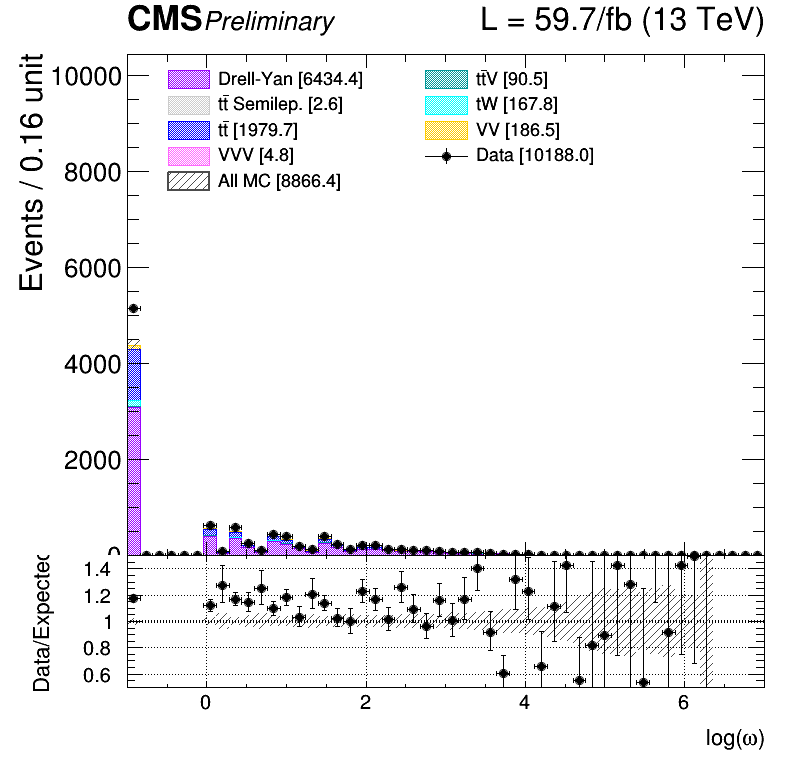 CMS Preliminary L = 59.7/fb (13 TeV)
Events / 0.16 unit
10000
8000
6000
4000
2000
0
Drell-Yan [6434.4]
tt̄ Semilep. [2.6]
tt̄ [1979.7]
VVV [4.8]
All MC [8866.4]
tt̄V [90.5]
tW [167.8]
VV [186.5]
Data [10188.0]
Data/Expected
1.4
1.2
1
0.8
0.6
0 2 4 6
log(ω)